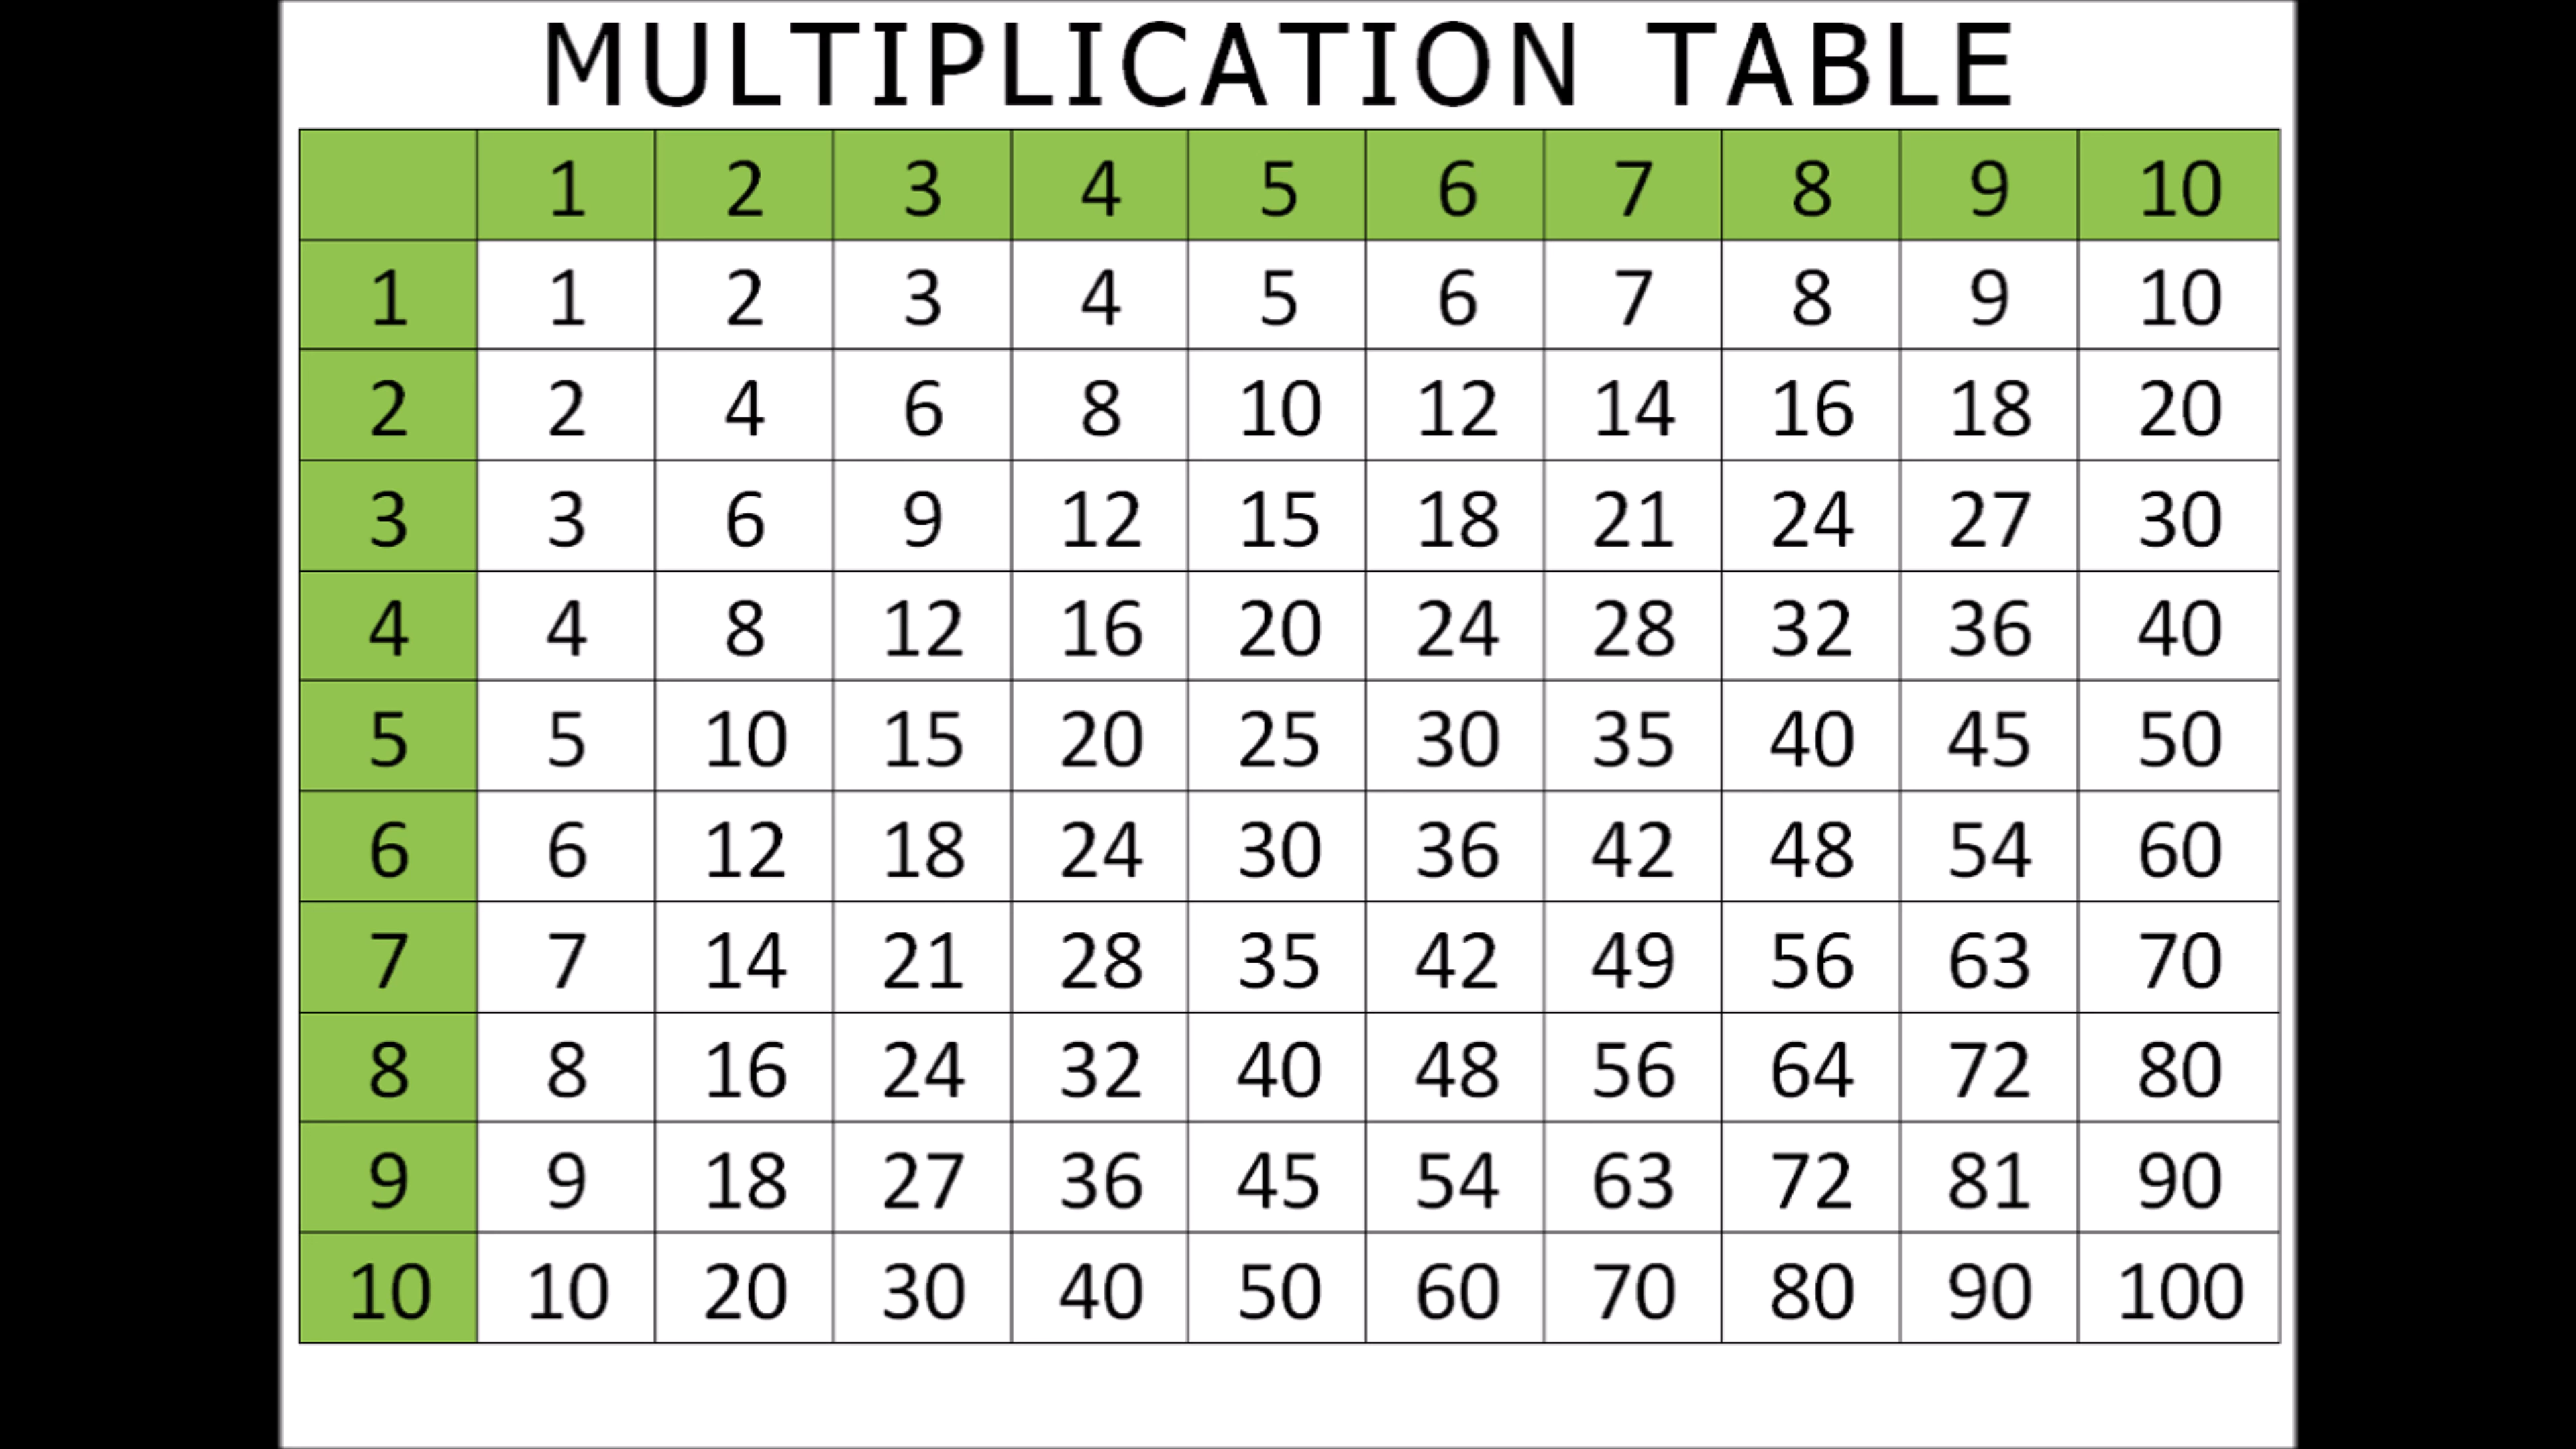 MULTIPLICATION TABLE
1 2 3 4 5 6 7 8 9 10
1 1 2 3 4 5 6 7 8 9 10
2 2 4 6 8 10 12 14 16 18 20
3 3 6 9 12 15 18 21 24 27 30
4 4 8 12 16 20 24 28 32 36 40
5 5 10 15 20 25 30 35 40 45 50
6 6 12 18 24 30 36 42 48 54 60
7 7 14 21 28 35 42 49 56 63 70
8 8 16 24 32 40 48 56 64 72 80
9 9 18 27 36 45 54 63 72 81 90
10 10 20 30 40 50 60 70 80 90 100